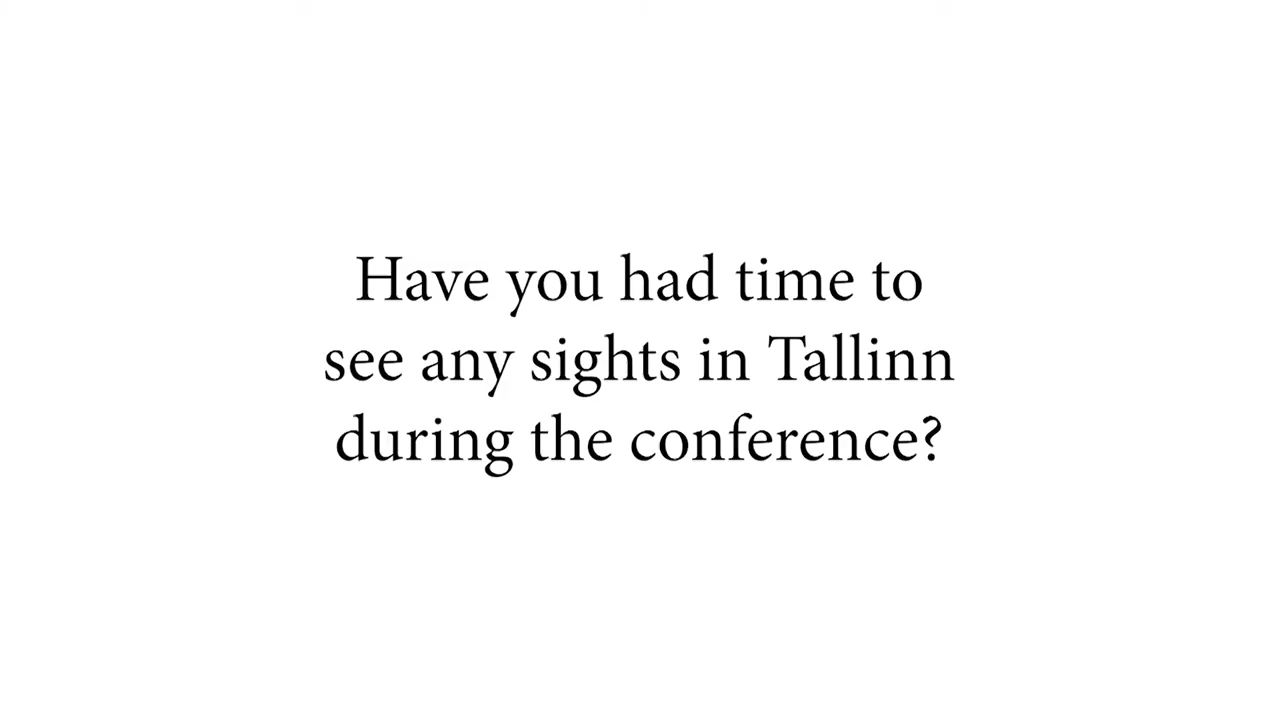 Have you had time to
see any sights in Tallinn
during the conference?